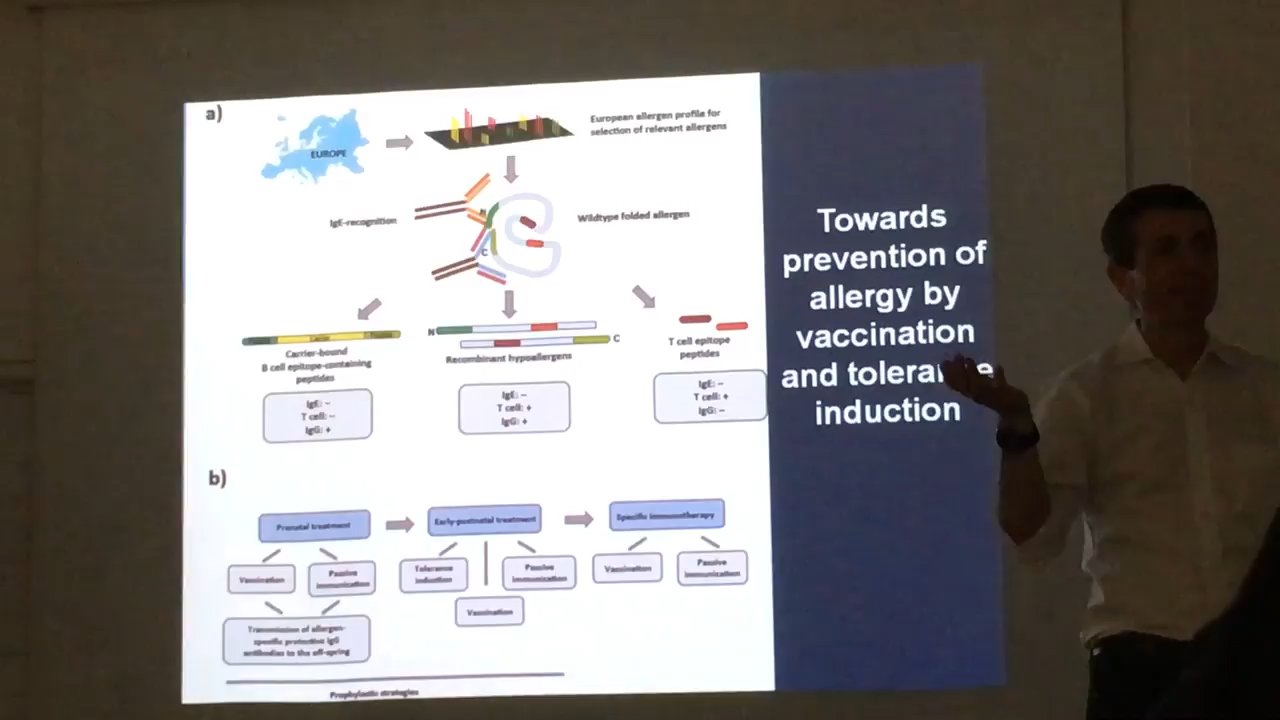 a)
EUROPE
European allergen profile for
selection of relevant allergens
IgE-recognition
N
C
Wildtype folded allergen
N
C
Carrier-bound
B cell epitope-containing
peptides
Recombinant hypoallergens
T cell epitope
peptides
IgE: –
T cell: –
IgG: +
IgE: –
T cell: +
IgG: +
IgE: –
T cell: +
IgG: –
b)
Prenatal treatment
Early-postnatal treatment
Specific immunotherapy
Vaccination
Passive
immunization
Tolerance
induction
Passive
immunization
Vaccination
Passive
immunization
Vaccination
Transmission of allergen-
specific protective IgG
antibodies to the off-spring
Prophylactic strategies
Towards
prevention of
allergy by
vaccination
and tolerance
induction